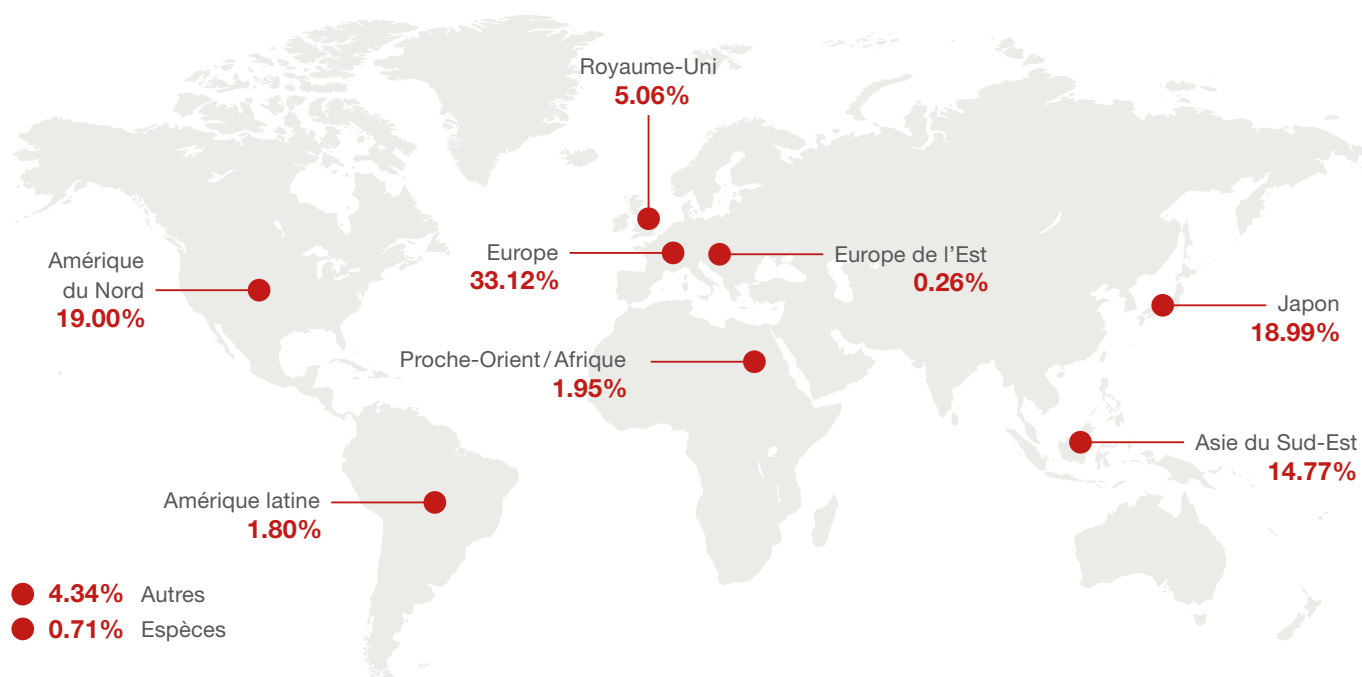 Royaume-Uni
5.06%
Europe
33.12%
Europe de l’Est
0.26%
Amérique
du Nord
19.00%
Japon
18.99%
Proche-Orient / Afrique
1.95%
Asie du Sud-Est
14.77%
Amérique latine
1.80%
4.34% Autres
0.71% Espèces